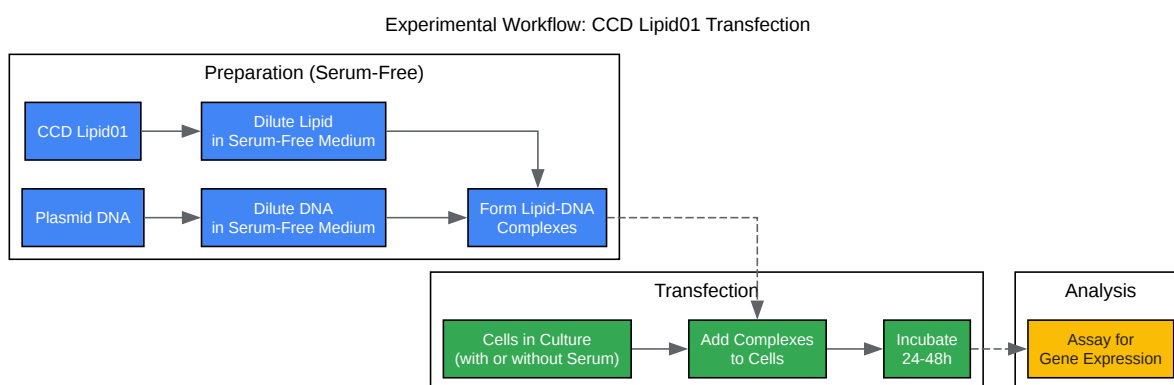 Experimental Workflow: CCD Lipid01 Transfection
Preparation (Serum-Free)
CCD Lipid01
Dilute Lipid
in Serum-Free Medium
Plasmid DNA
Dilute DNA
in Serum-Free Medium
Form Lipid-DNA
Complexes
Transfection
Cells in Culture
(with or without Serum)
Add Complexes
to Cells
Incubate
24-48h
Analysis
Assay for
Gene Expression